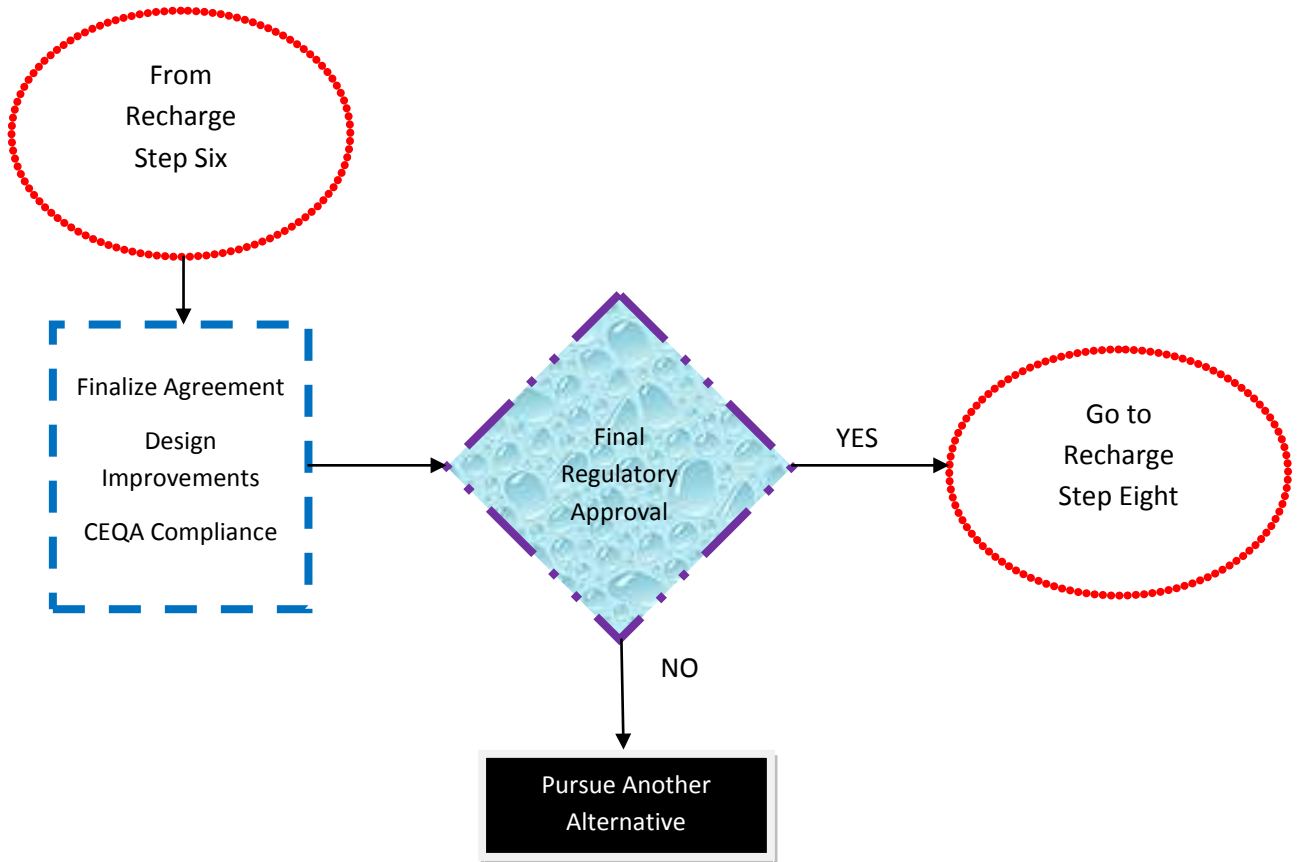 From
Recharge
Step Six
Finalize Agreement
Design
Improvements
CEQA Compliance
Final
Regulatory
Approval
YES
Go to
Recharge
Step Eight
NO
Pursue Another
Alternative